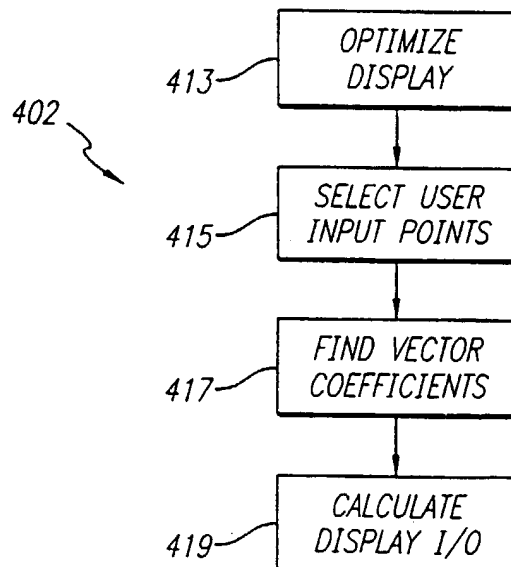 OPTIMIZE
DISPLAY
413
402
SELECT USER
INPUT POINTS
415
FIND VECTOR
COEFFICIENTS
417
CALCULATE
DISPLAY I/O
419